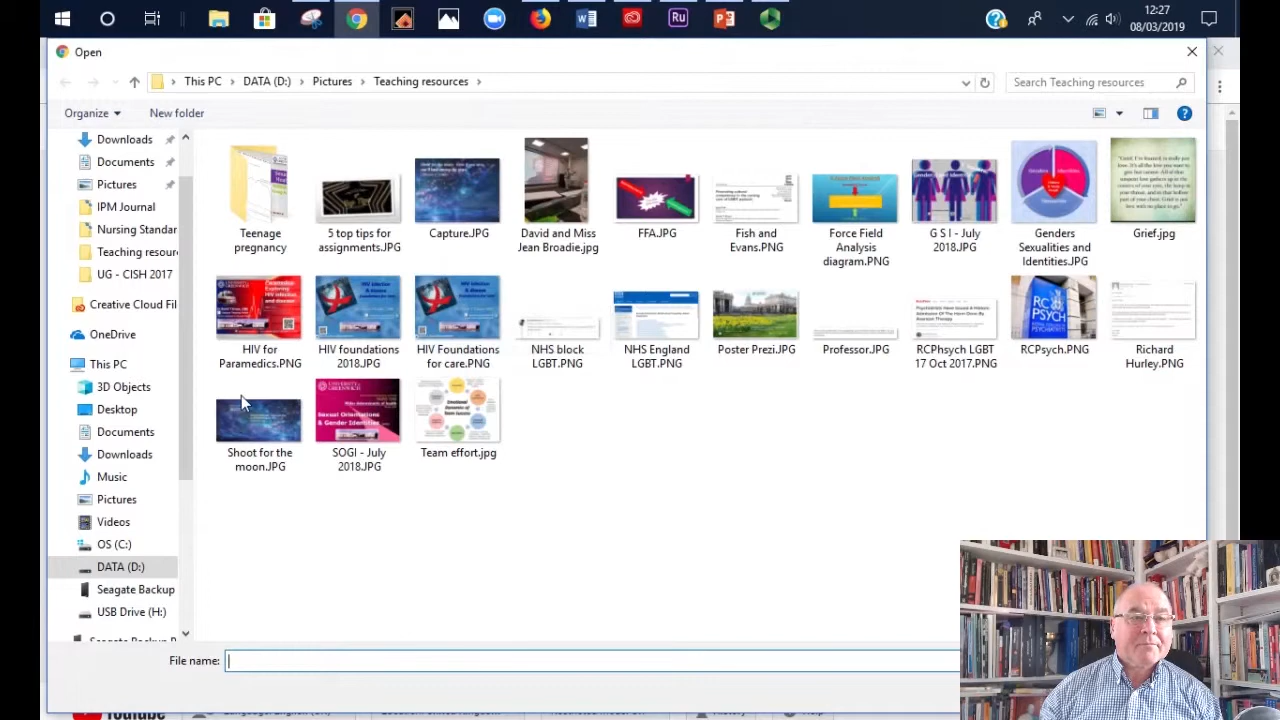 Ru
12:27
08/03/2019
Open
This PC
DATA (D:)
Pictures
Teaching resources
Search Teaching resources
Organize
New folder
Downloads
Documents
Pictures
IPM Journal
Nursing Standar
Teaching resour
UG - CISH 2017
Creative Cloud Fil
OneDrive
This PC
3D Objects
Desktop
Documents
Downloads
Music
Pictures
Videos
OS (C:)
DATA (D:)
Seagate Backup
USB Drive (H:)
Teenage
pregnancy
5 top tips for
assignments.JPG
Capture.JPG
David and Miss
Jean Broadie.jpg
FFA.JPG
Fish and
Evans.PNG
Force Field
Analysis
diagram.PNG
G S I - July
2018.JPG
Genders
Sexualities and
Identities.JPG
Grief.jpg
HIV for
Paramedics.PNG
HIV foundations
2018.JPG
HIV Foundations
for care.PNG
NHS block
LGBT.PNG
NHS England
LGBT.PNG
Poster Prezi.JPG
Professor.JPG
RCPhsych LGBT
17 Oct 2017.PNG
RCPsych.PNG
Richard
Hurley.PNG
Shoot for the
moon.JPG
SOGI - July
2018.JPG
Team effort.jpg
File name: